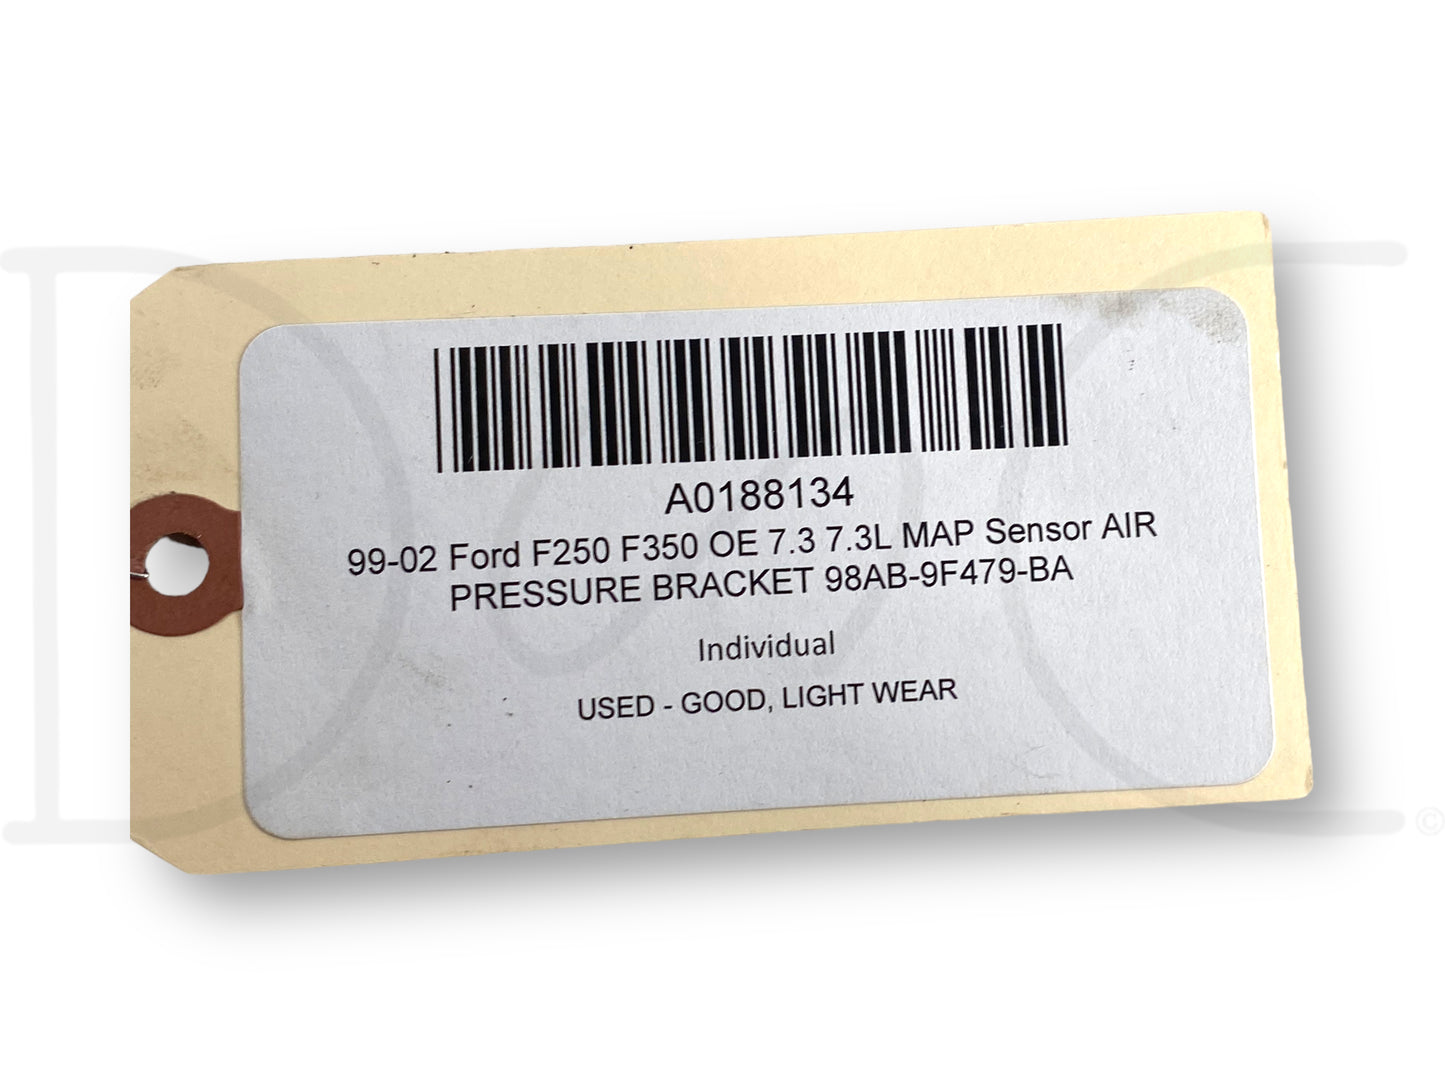 A0188134
99-02 Ford F250 F350 OE 7.3 7.3L MAP Sensor AIR
PRESSURE BRACKET 98AB-9F479-BA
Individual
USED - GOOD, LIGHT WEAR
©